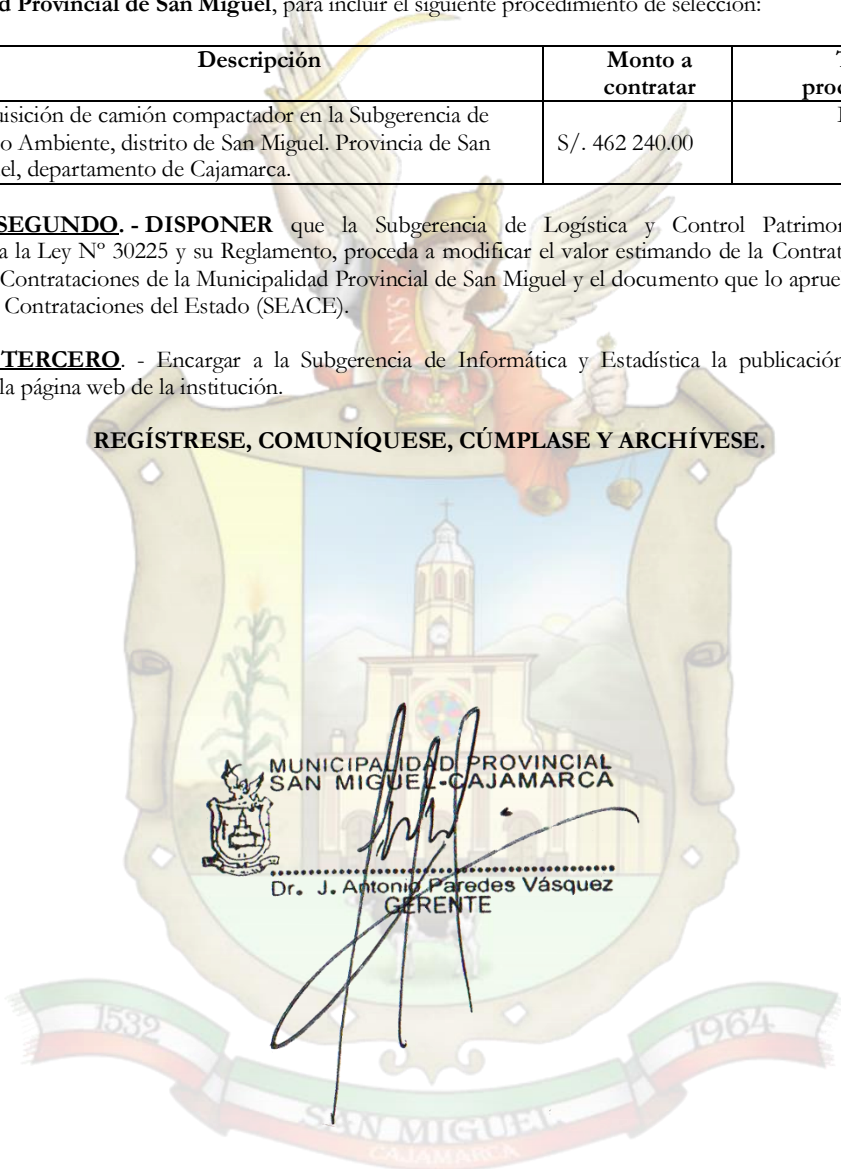 d Provincial de San Miguel, para incluir el siguiente procedimiento de selección:
Descripción
Monto a
contratar
T
proc
uisición de camión compactador en la Subgerencia de
o Ambiente, distrito de San Miguel. Provincia de San
el, departamento de Cajamarca.
S/. 462 240.00
SEGUNDO. - DISPONER que la Subgerencia de Logística y Control Patrimor
a la Ley Nº 30225 y su Reglamento, proceda a modificar el valor estimando de la Contrat
Contrataciones de la Municipalidad Provincial de San Miguel y el documento que lo aprue
Contrataciones del Estado (SEACE).
TERCERO. - Encargar a la Subgerencia de Informática y Estadística la publicación
la página web de la institución.
REGÍSTRESE, COMUNÍQUESE, CÚMPLASE Y ARCHÍVESE.
SAN
MUNICIPALIDAD PROVINCIAL
SAN MIGUEL-CAJAMARCA
Dr. J. Antonio Paredes Vásquez
GERENTE
1532
1964
SAN MIGUEL
CAJAMARCA